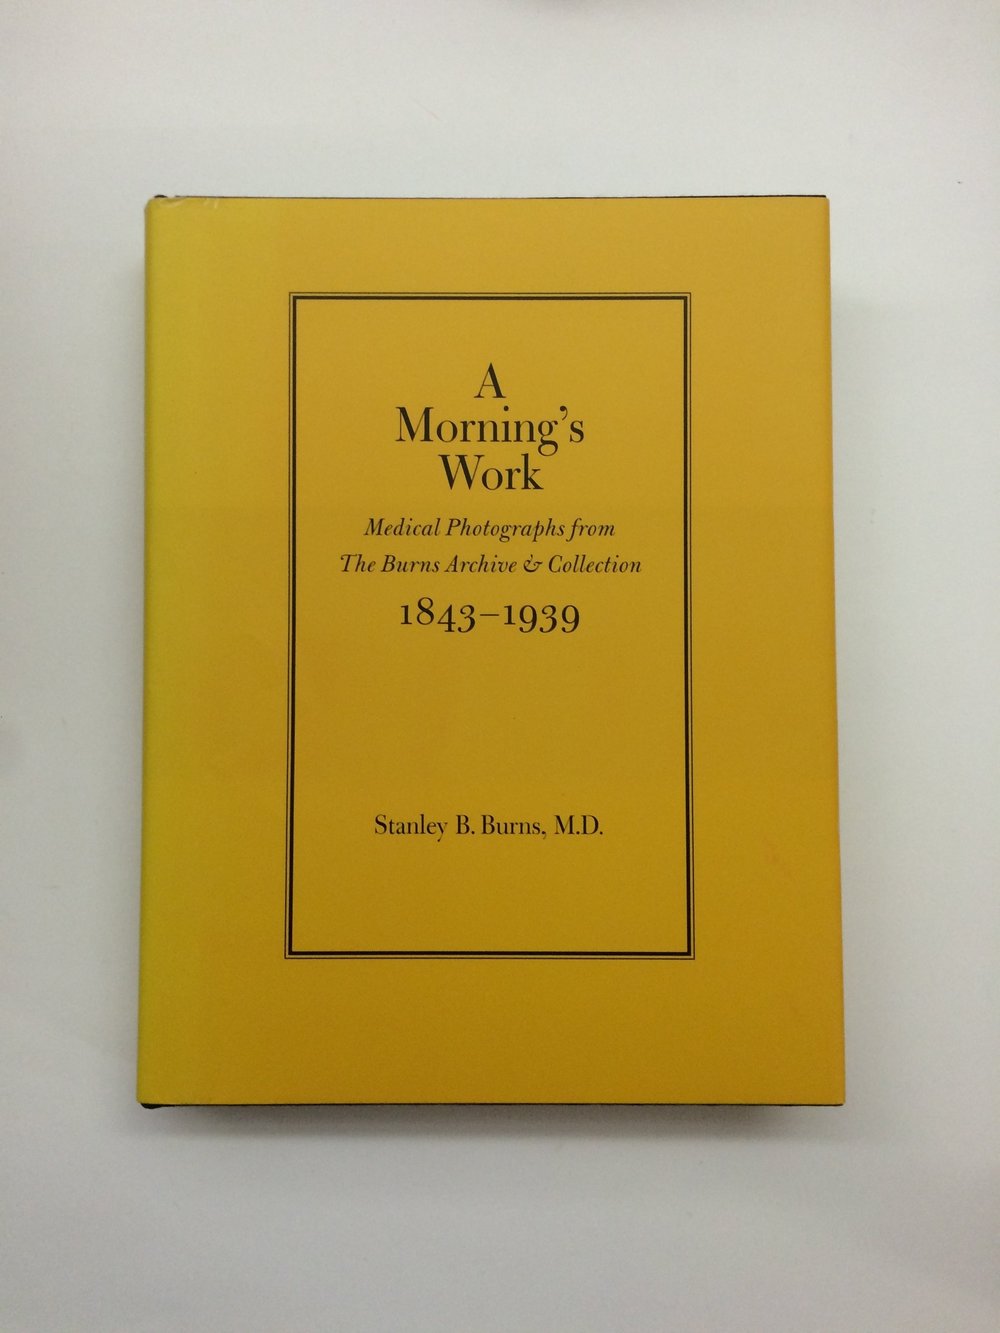 A
Morning's
Work
Medical Photographs from
The Burns Archive & Collection
1843–1939
Stanley B. Burns, M.D.